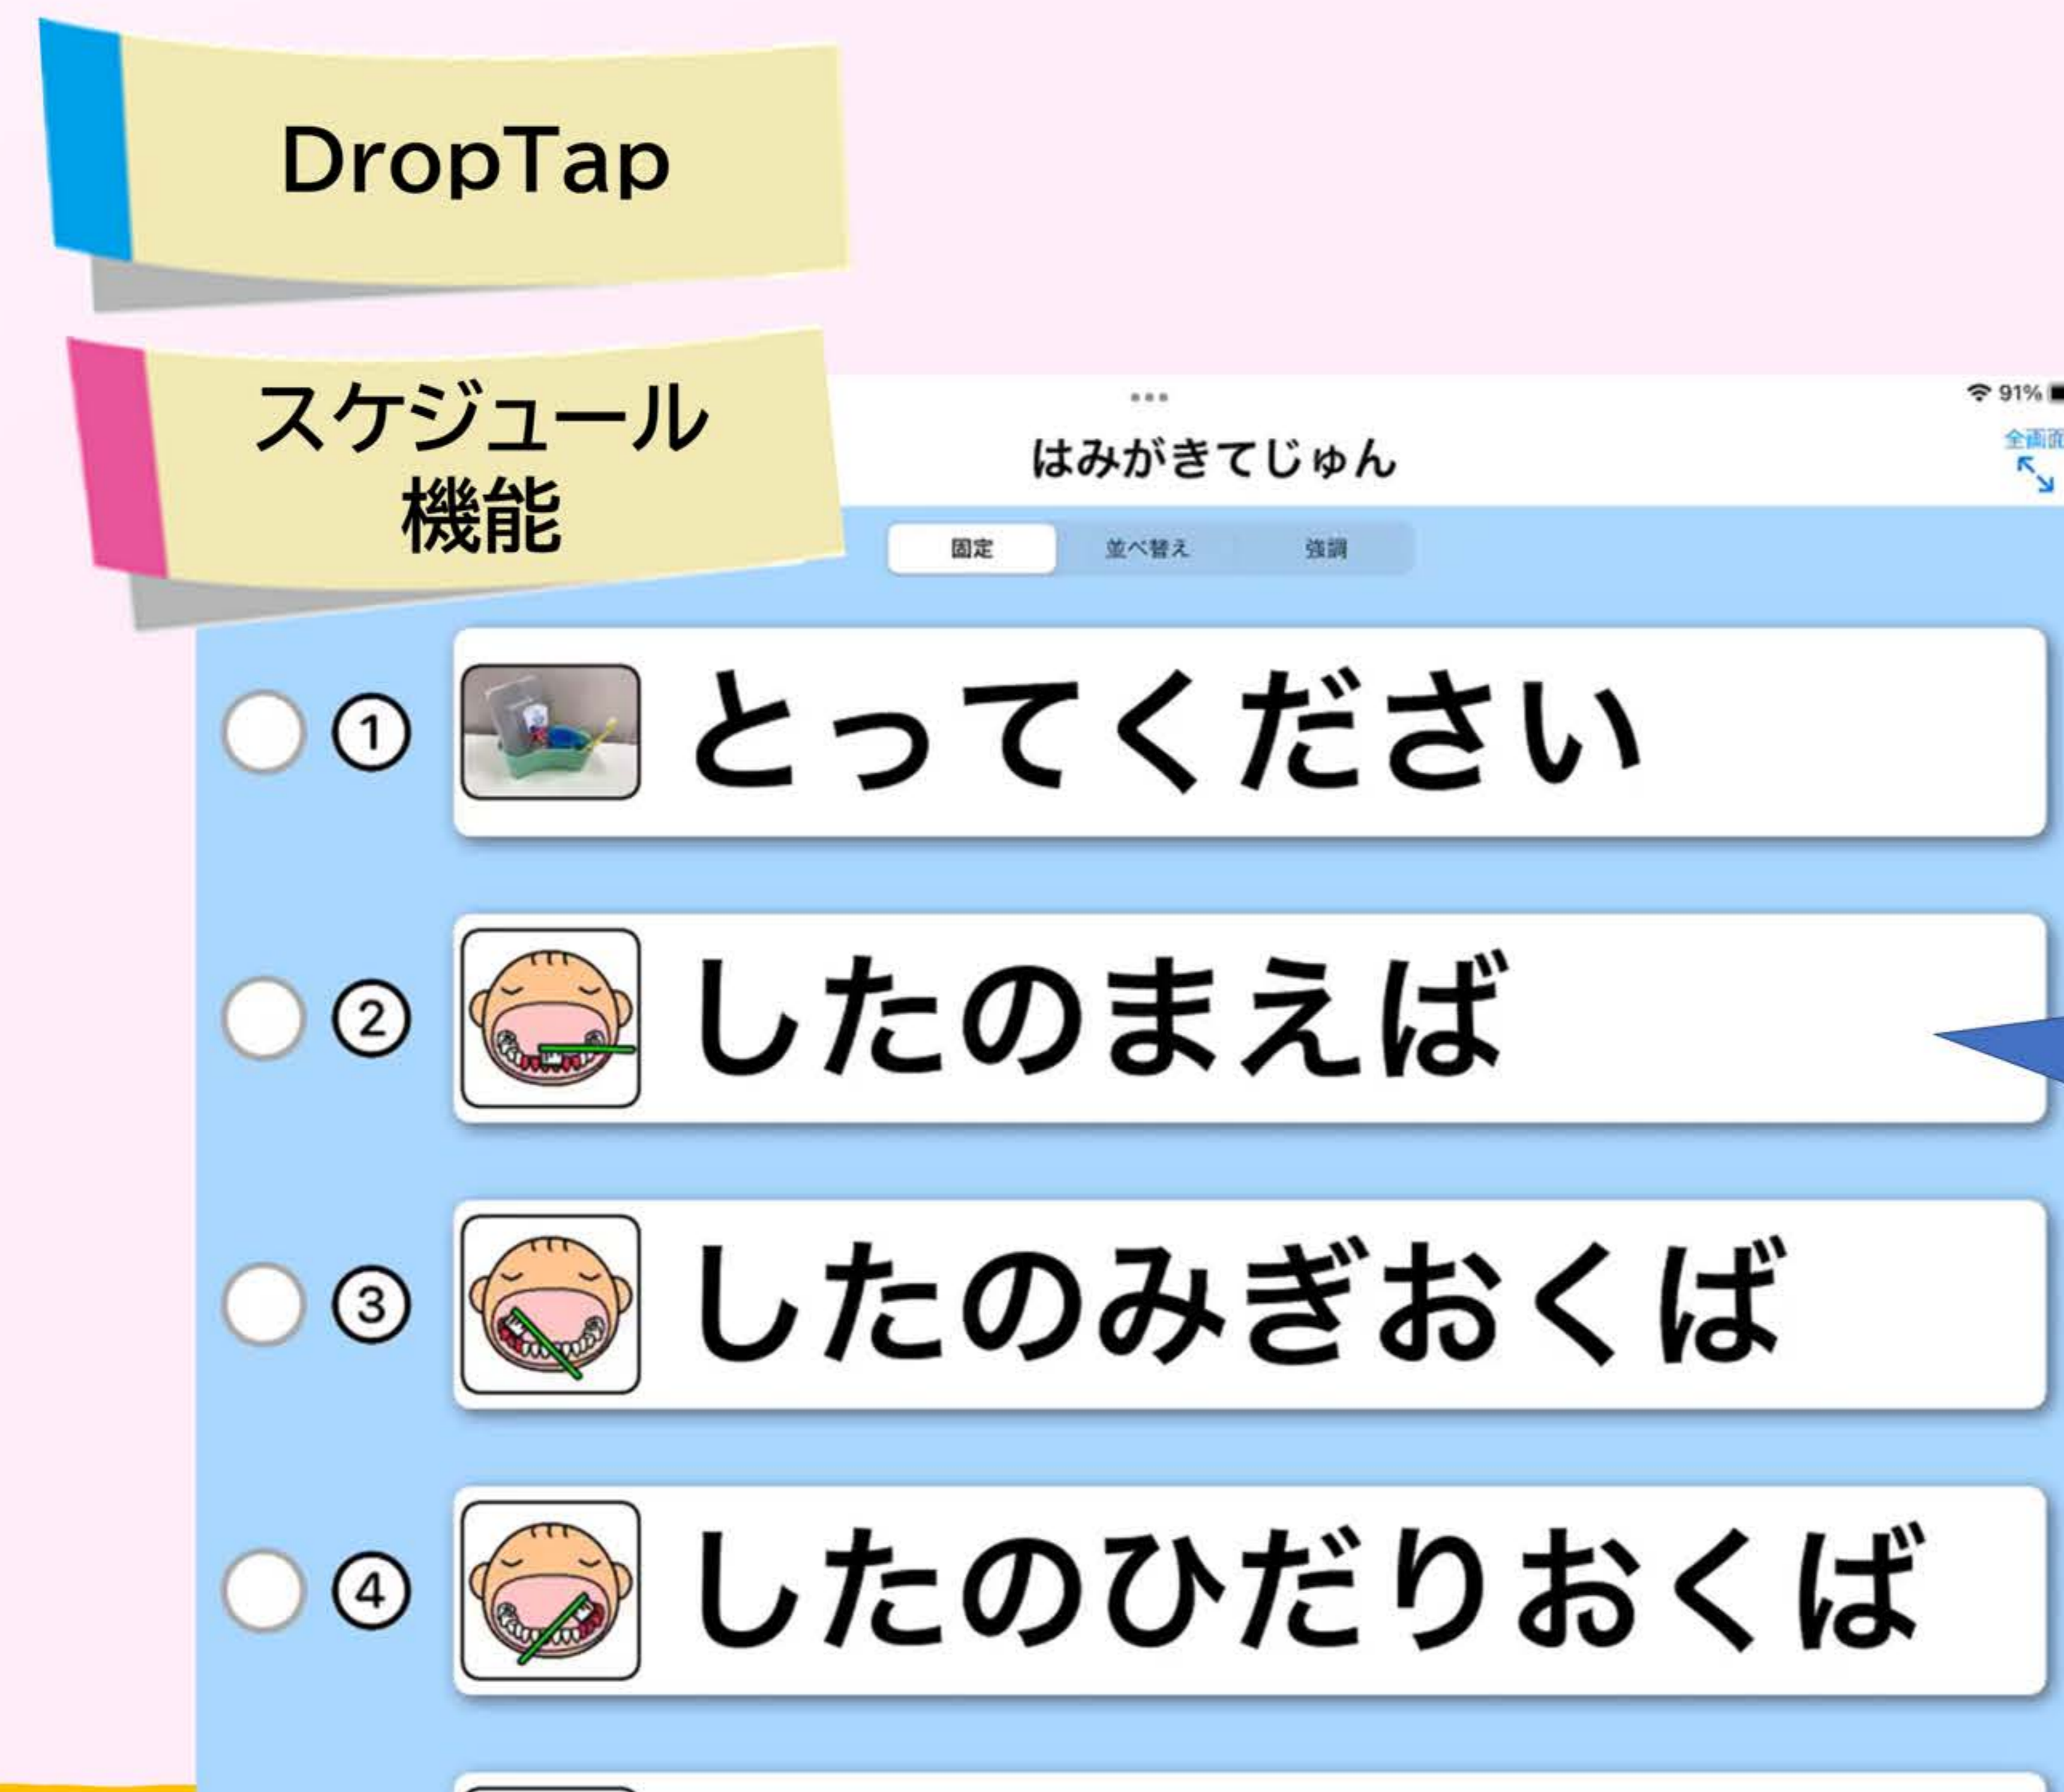 DropTap
スケジュール
機能
91%
はみがきてじゅん
全画面
固定 並べ替え 強調
① とってください
② したのまえば
③ したのみぎおくば
④ したのひだりおくば